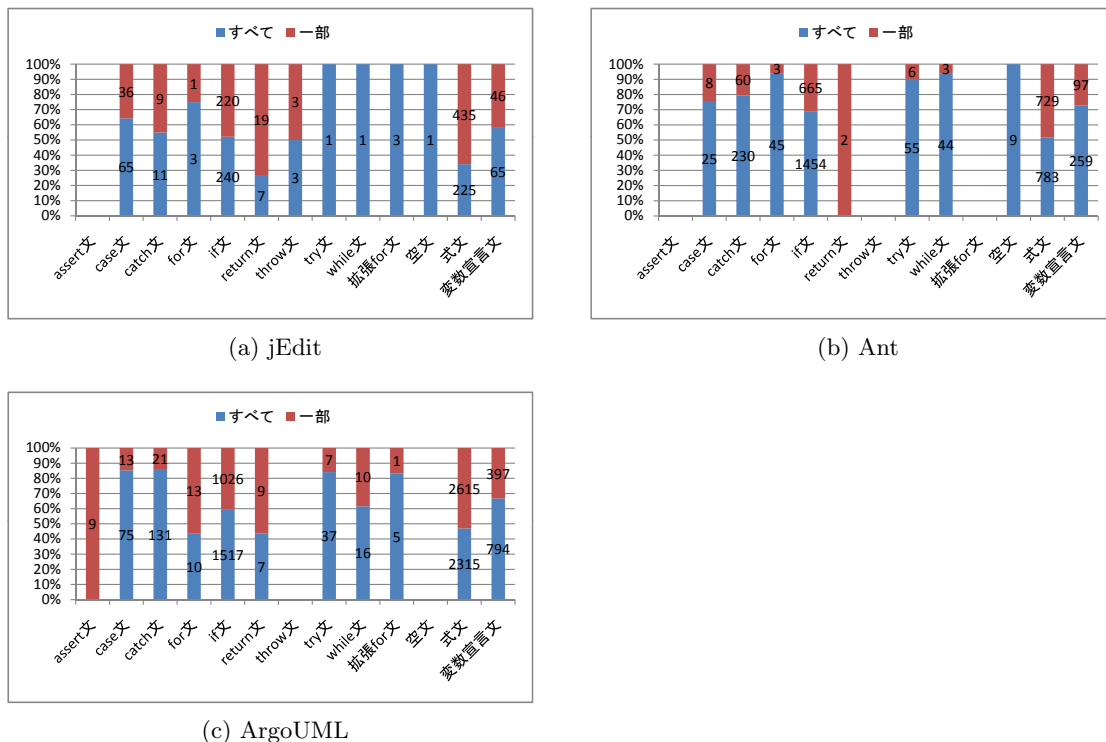 すべて 一部
100%
90%
80%
70%
60%
50%
40%
30%
20%
10%
0%
36 9 1 220 19 3 435 46
65 11 3 240 7 3 1 1 3 1 225 65
assert文 case文 catch文 for文 if文 return文 throw文 try文 while文 拡張for文 空文 式文 変数宣言文
(a) jEdit
すべて 一部
100%
90%
80%
70%
60%
50%
40%
30%
20%
10%
0%
8 60 3 665 2 6 3 729 97
25 230 45 1454 55 44 9 783 259
assert文 case文 catch文 for文 if文 return文 throw文 try文 while文 拡張for文 空文 式文 変数宣言文
(b) Ant
すべて 一部
100%
90%
80%
70%
60%
50%
40%
30%
20%
10%
0%
9 13 21 13 1026 9 7 10 1 2615 397
75 131 10 1517 7 37 16 5 2315 794
assert文 case文 catch文 for文 if文 return文 throw文 try文 while文 拡張for文 空文 式文 変数宣言文
(c) ArgoUML